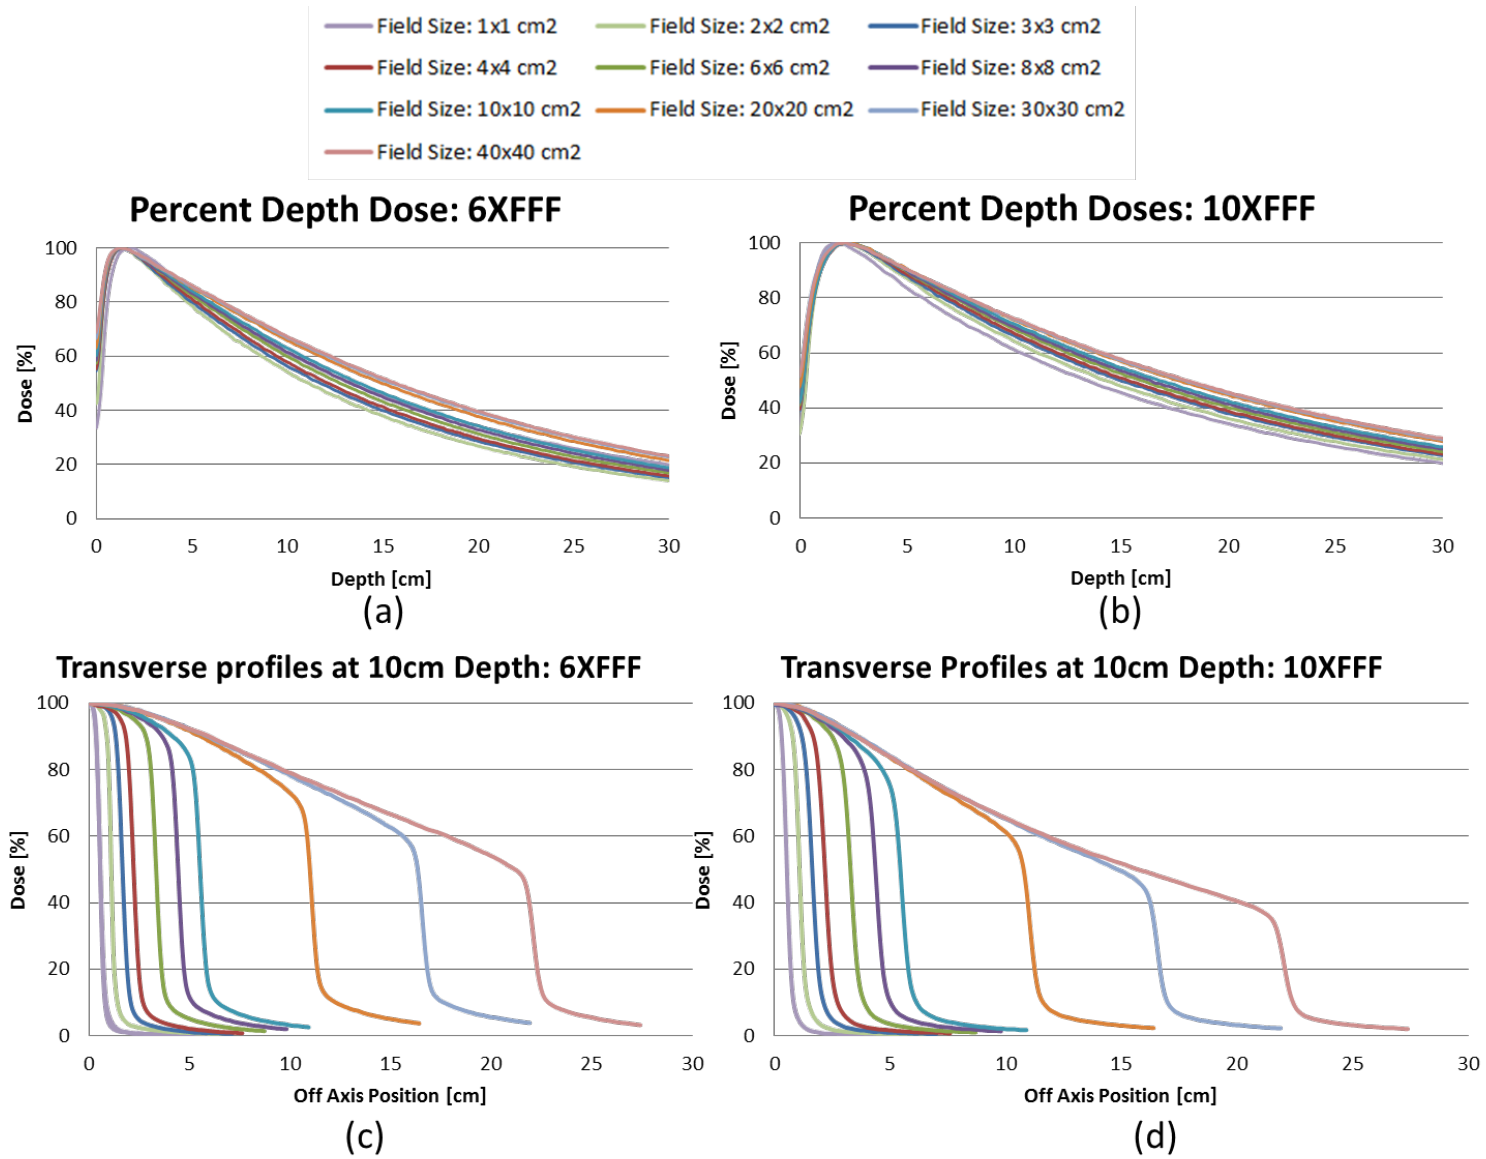 Field Size: 1x1 cm2 Field Size: 2x2 cm2 Field Size: 3x3 cm2
Field Size: 4x4 cm2 Field Size: 6x6 cm2 Field Size: 8x8 cm2
Field Size: 10x10 cm2 Field Size: 20x20 cm2 Field Size: 30x30 cm2
Field Size: 40x40 cm2
Percent Depth Dose: 6XFFF
100
80
60
40
20
0
Dose [%]
0 5 10 15 20 25 30
Depth [cm]
(a)
Percent Depth Doses: 10XFFF
100
80
60
40
20
0
Dose [%]
0 5 10 15 20 25 30
Depth [cm]
(b)
Transverse profiles at 10cm Depth: 6XFFF
100
80
60
40
20
0
Dose [%]
0 5 10 15 20 25 30
Off Axis Position [cm]
(c)
Transverse Profiles at 10cm Depth: 10XFFF
100
80
60
40
20
0
Dose [%]
0 5 10 15 20 25 30
Off Axis Position [cm]
(d)